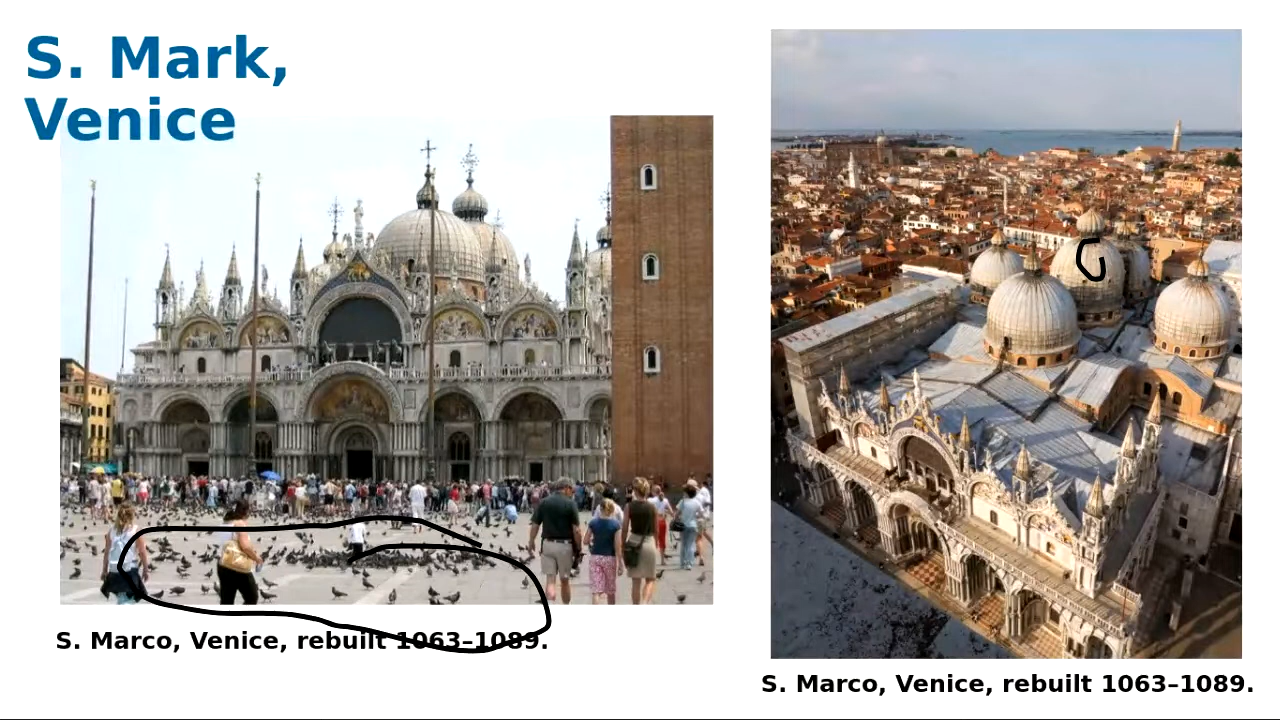 S. Mark,
Venice
S. Marco, Venice, rebuilt 1063–1089.
S. Marco, Venice, rebuilt 1063–1089.